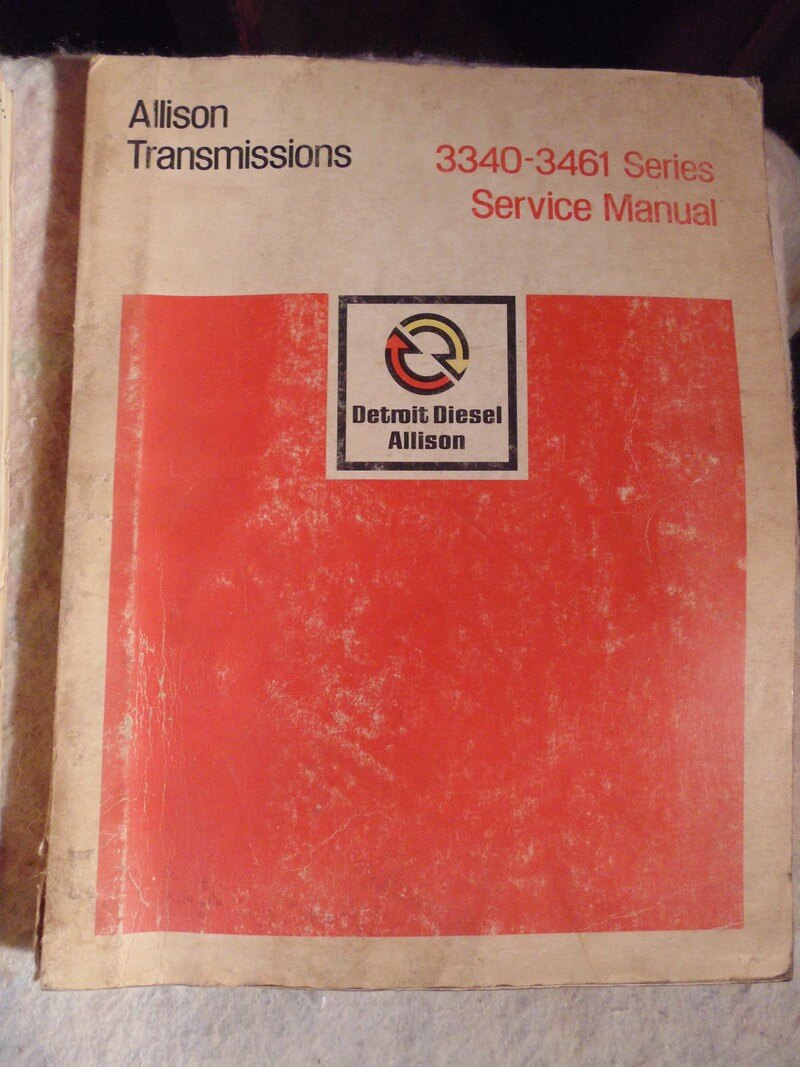 Allison
Transmissions
3340-3461 Series
Service Manual
Detroit Diesel
Allison